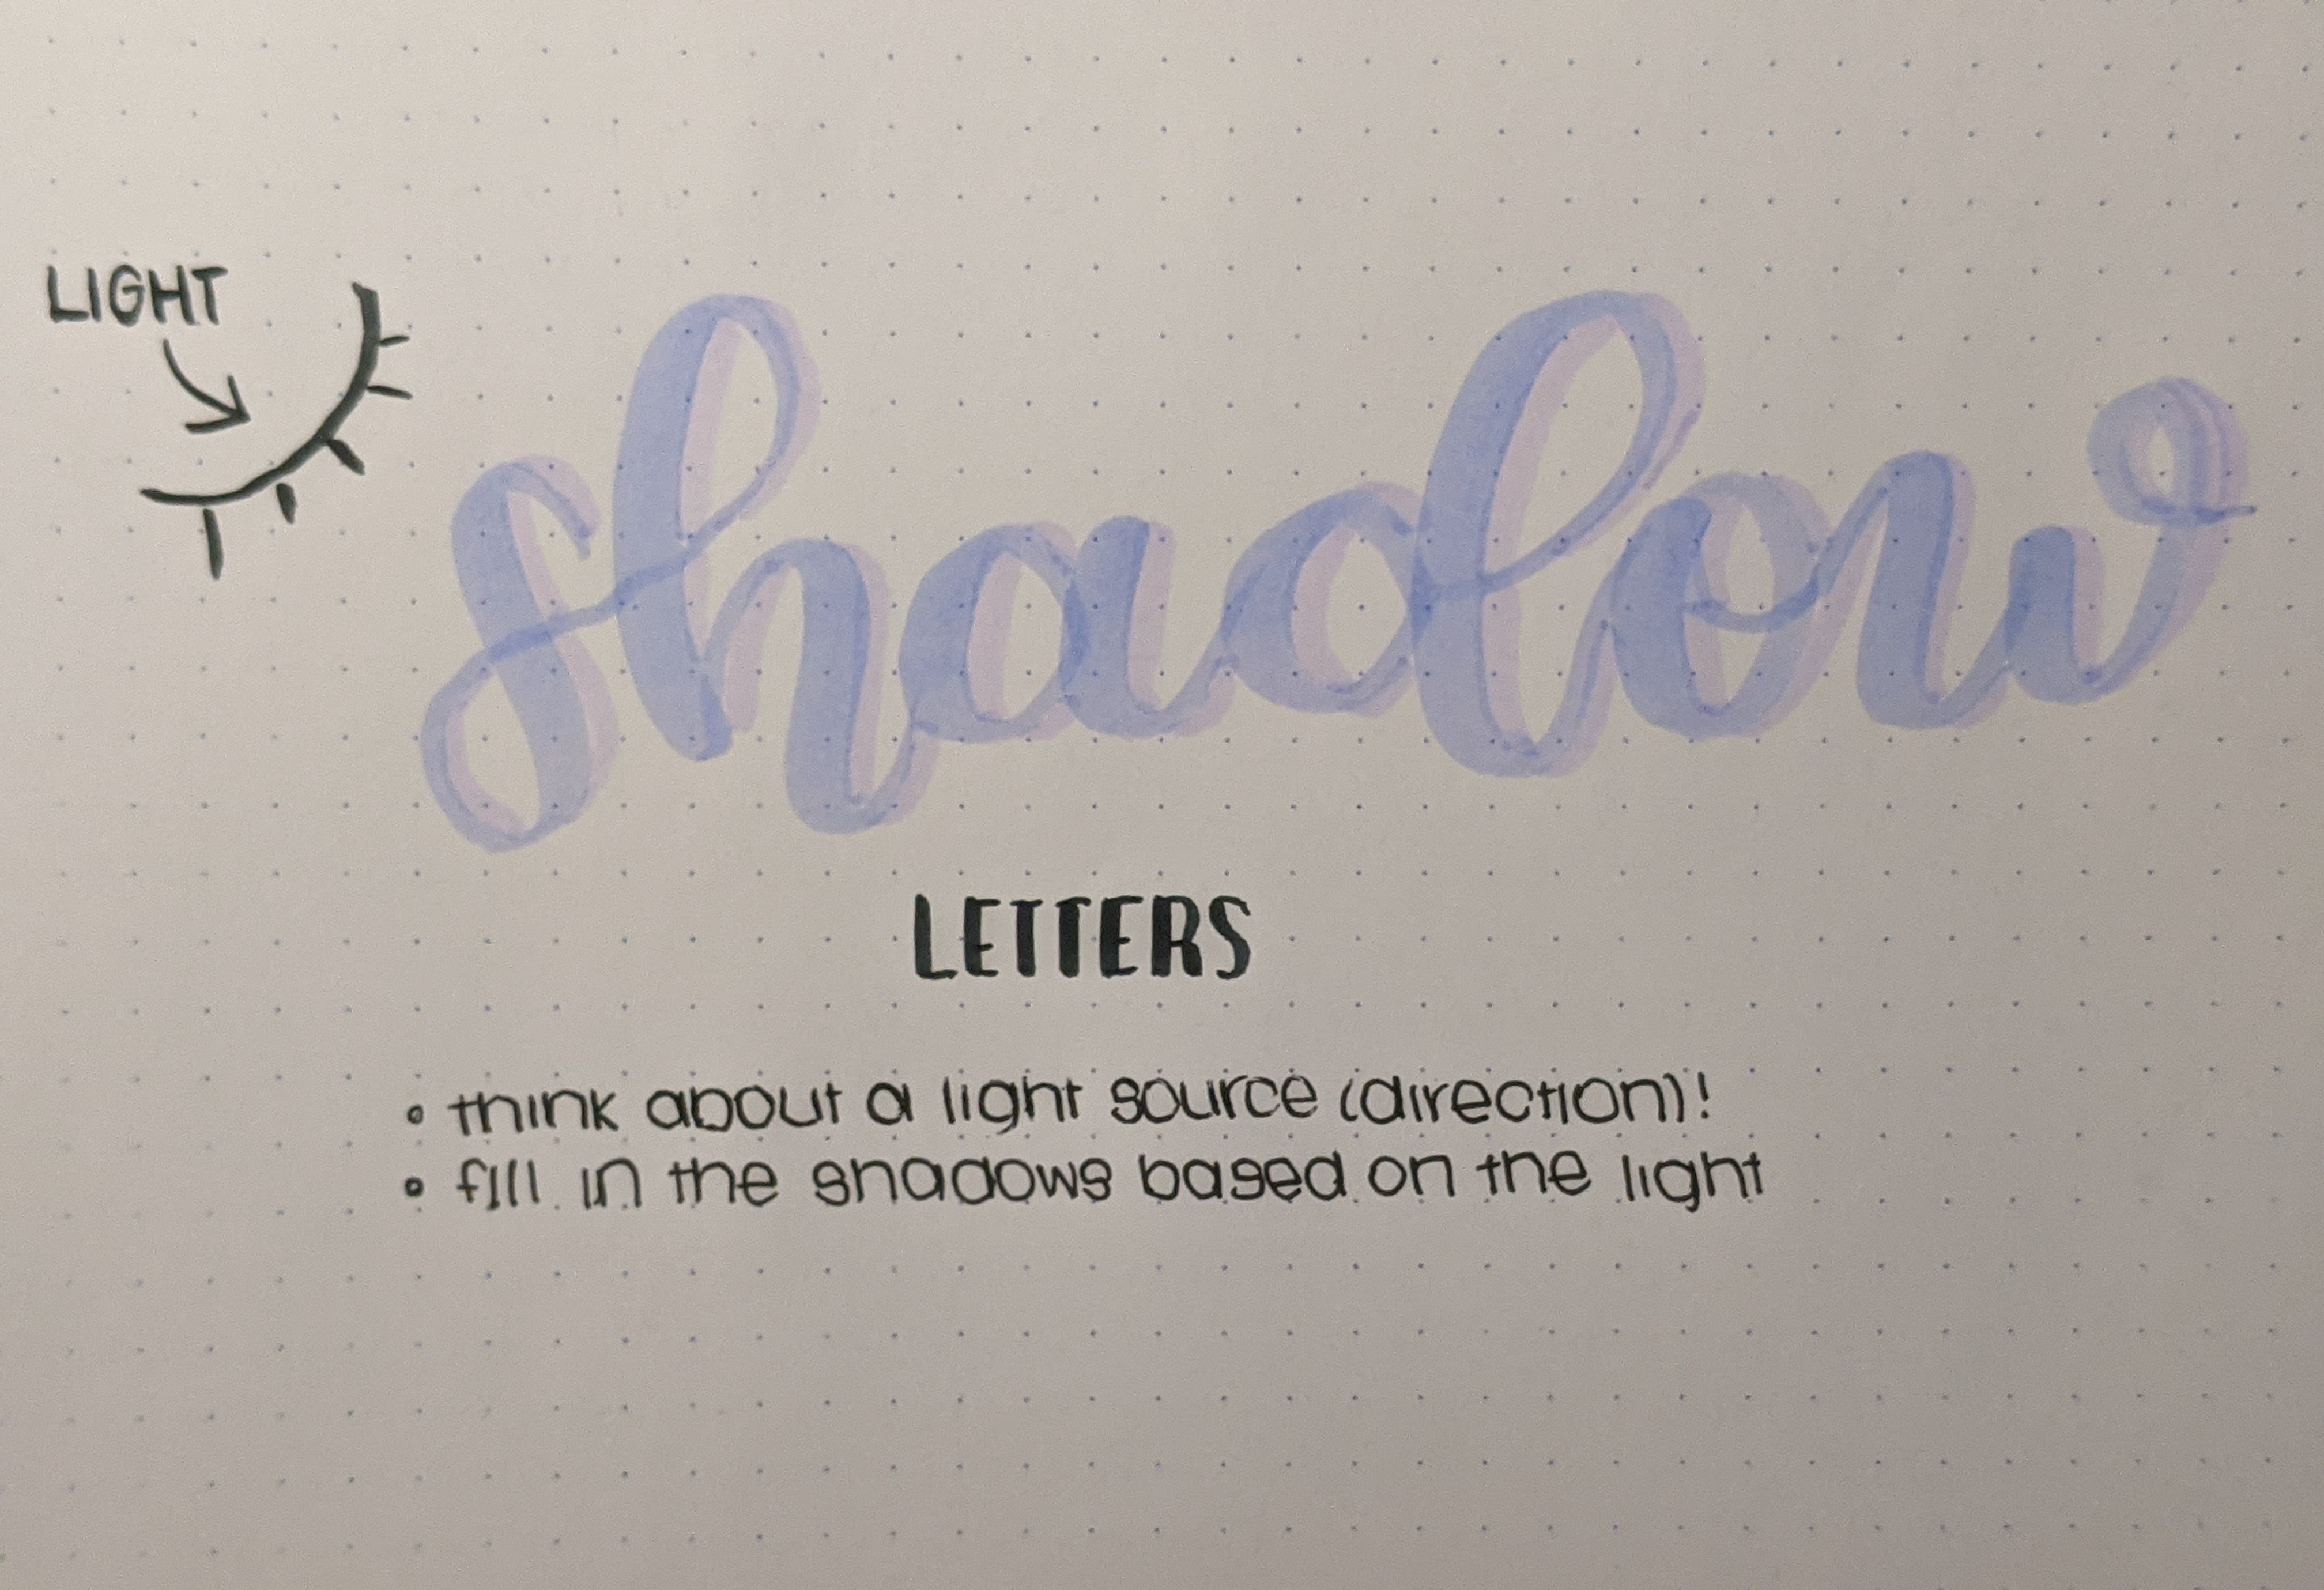 LIGHT
shadow
LETTERS
• think about a light source (direction)!
• fill in the shadows based on the light